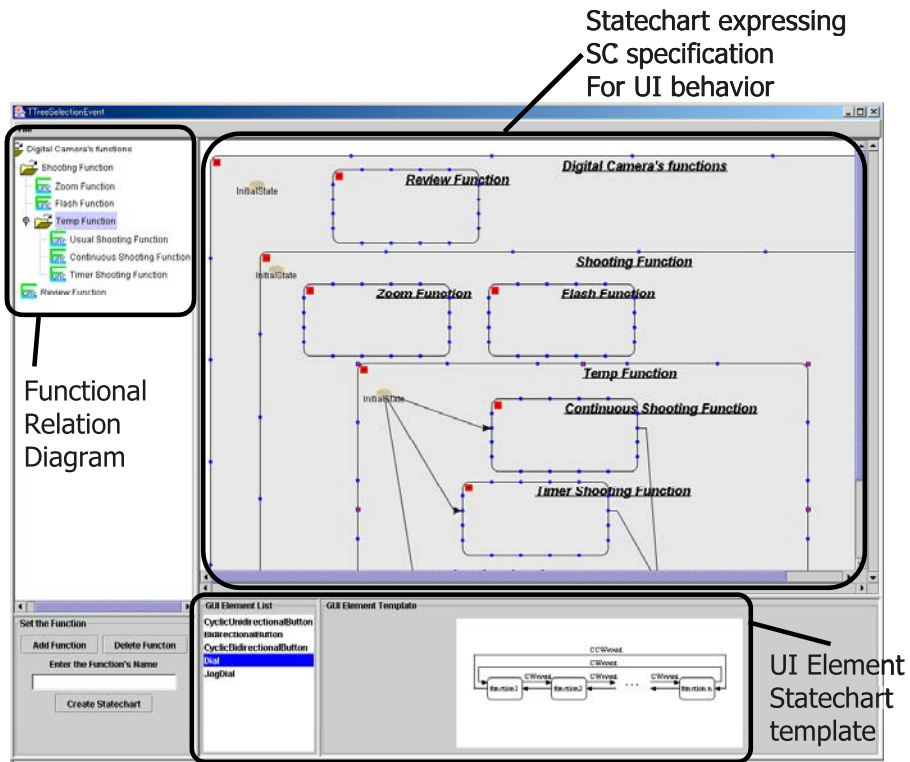 Statechart expressing
SC specification
For UI behavior
TTreeSelectionEvent
File
Digital Camera's functions
Shooting Function
Zoom Function
Flash Function
Temp Function
Usual Shooting Function
Continuous Shooting Function
Timer Shooting Function
Review Function
Functional
Relation
Diagram
Digital Camera's functions
InitialState
Review Function
Shooting Function
InitialState
Zoom Function
Flash Function
Temp Function
InitialState
Continuous Shooting Function
Timer Shooting Function
Set the Function
Add Function
Delete Functon
Enter the Function's Name
Create Statechart
GUI Element List
CyclicUnidirectionalButton
BidirectionalButton
CyclicBidirectionalButton
Dial
JogDial
GUI Element Template
CCWevent
CWevent
CWevent
CWevent
CWevent
function1
function2
...
function n
UI Element
Statechart
template